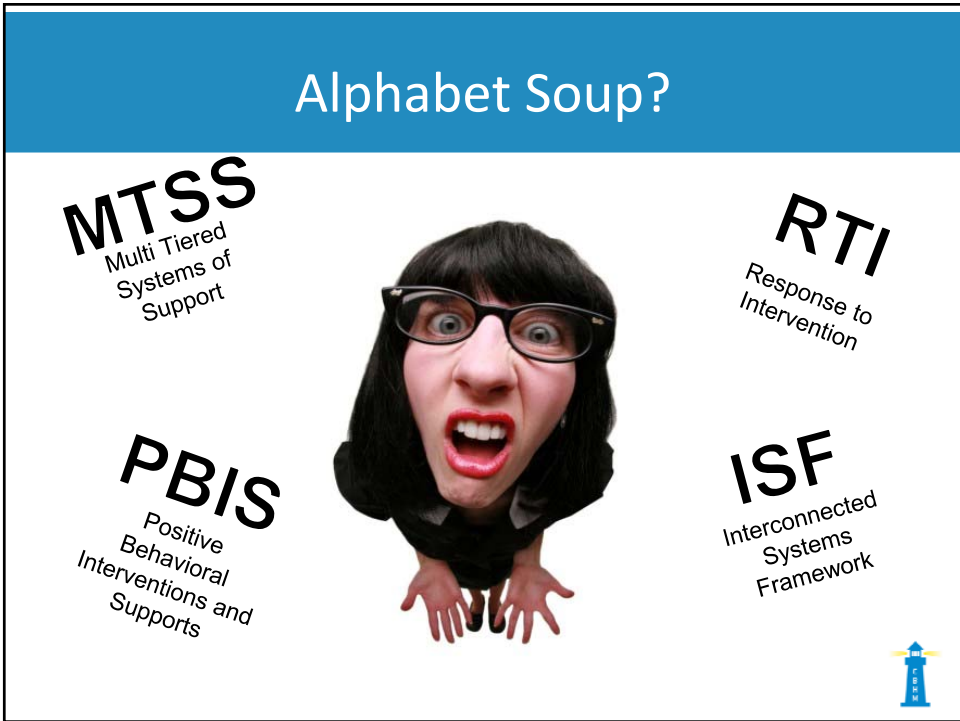 Alphabet Soup?
MTSS
Multi Tiered
Systems of
Support
RTI
Response to
Intervention
PBIS
Positive
Behavioral
Interventions and
Supports
ISF
Interconnected
Systems
Framework
C
B
H
M